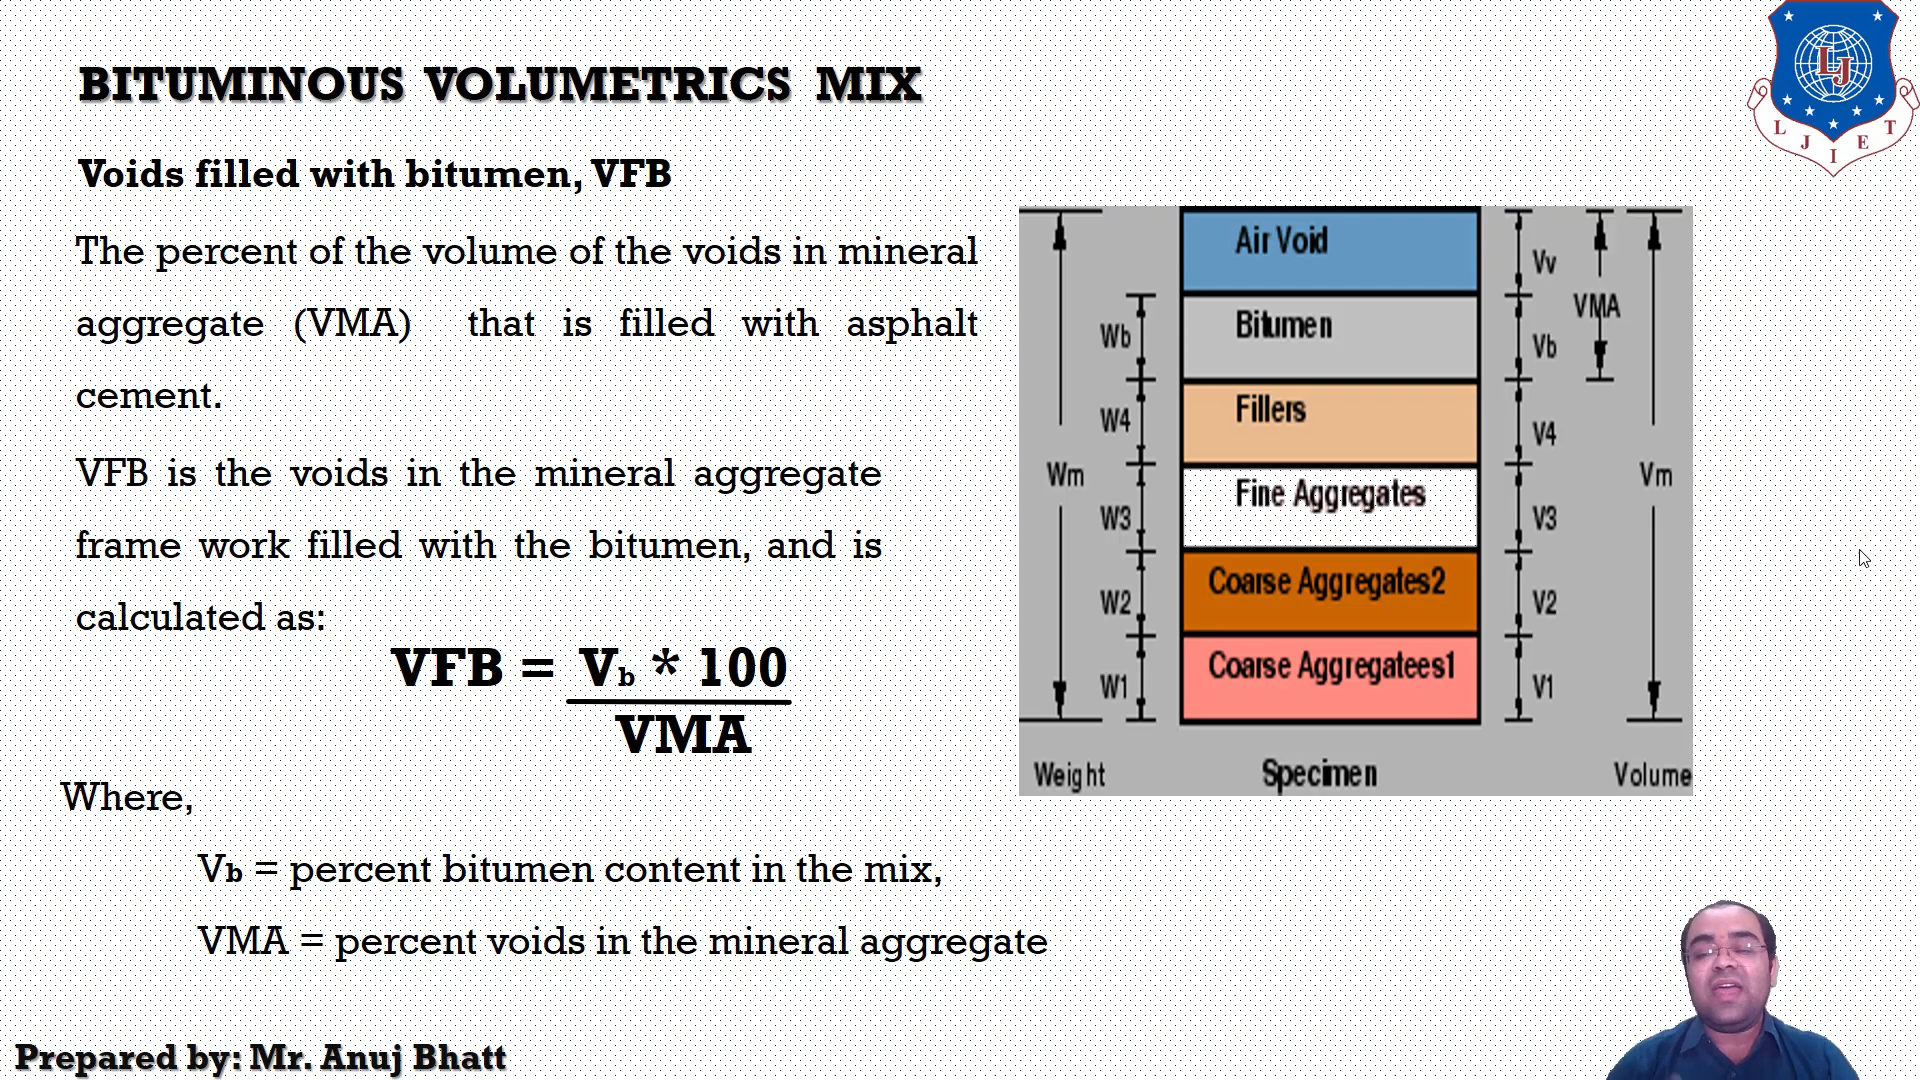 BITUMINOUS VOLUMETRICS MIX
L J I E T
LJ
Voids filled with bitumen, VFB
The percent of the volume of the voids in mineral
aggregate (VMA) that is filled with asphalt
cement.
VFB is the voids in the mineral aggregate
frame work filled with the bitumen, and is
calculated as:
VFB = Vb * 100
VMA
Where,
Vb = percent bitumen content in the mix,
VMA = percent voids in the mineral aggregate
Air Void
Vv
VMA
Wb
Bitumen
Vb
W4
Fillers
V4
Wm
Vm
W3
Fine Aggregates
V3
W2
Coarse Aggregates2
V2
W1
Coarse Aggregatees1
V1
Weight
Specimen
Volume
Prepared by: Mr. Anuj Bhatt